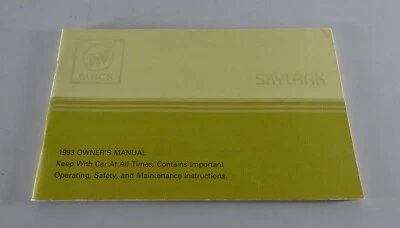 BUICK
SKYLARK
1983 OWNER'S MANUAL
Keep With Car At All Times. Contains Important
Operating, Safety, and Maintenance Instructions.